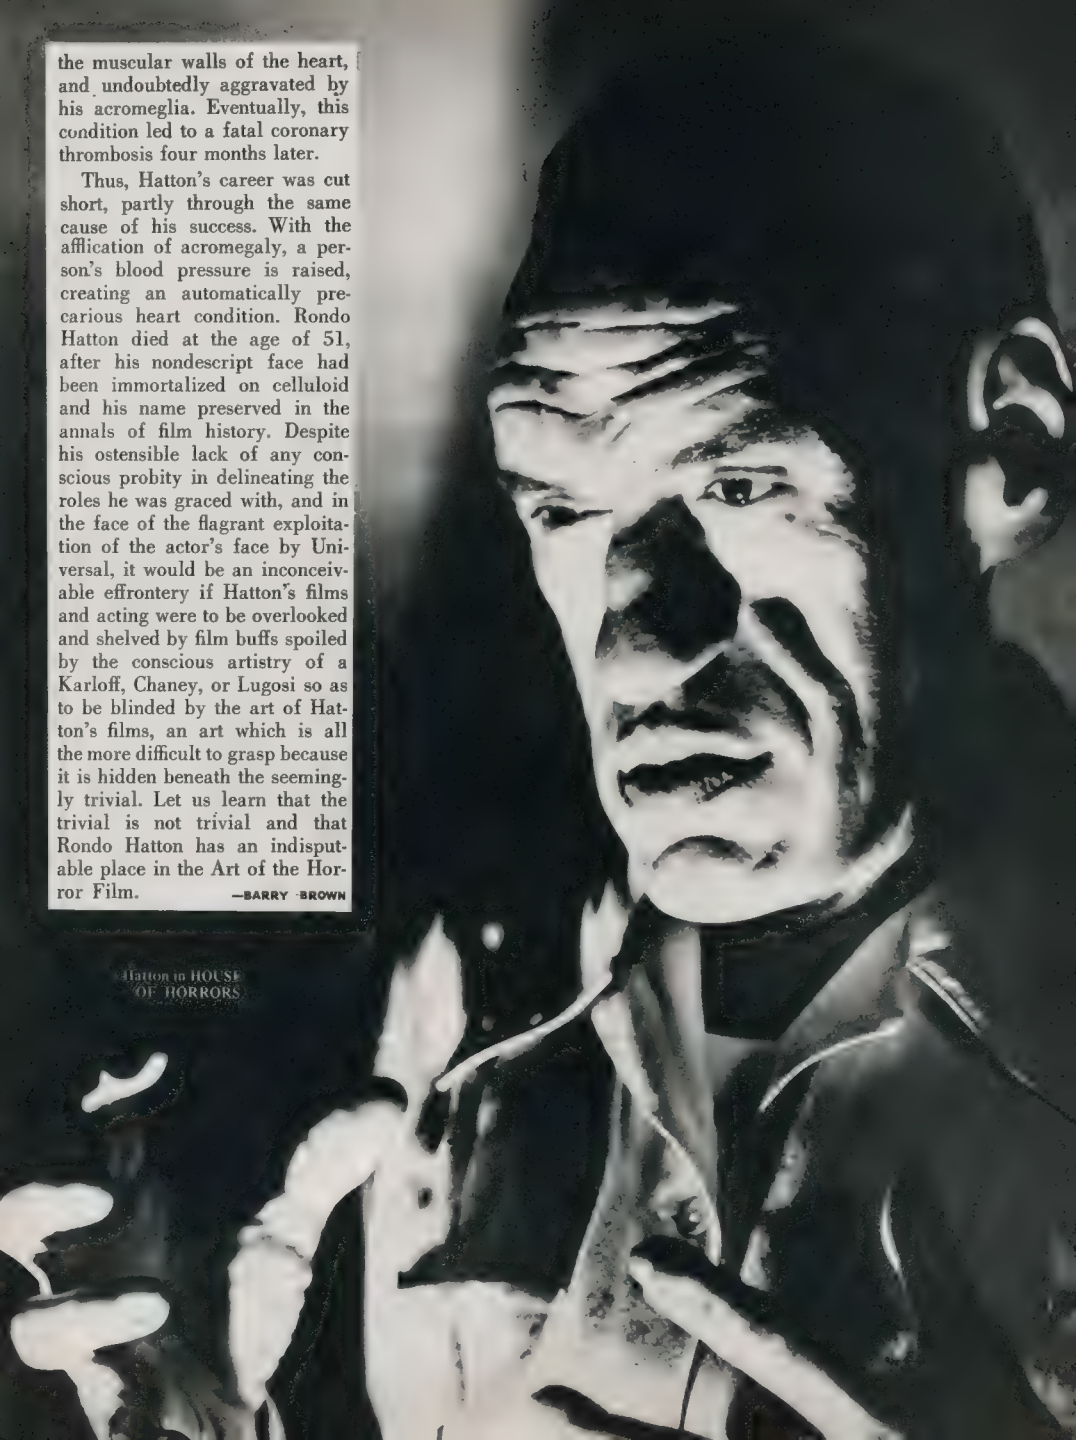 the muscular walls of the heart,
and undoubtedly aggravated by
his acromeglia. Eventually, this
condition led to a fatal coronary
thrombosis four months later.
Thus, Hatton's career was cut
short, partly through the same
cause of his success. With the
afflication of acromegaly, a per-
son's blood pressure is raised,
creating an automatically pre-
carious heart condition. Rondo
Hatton died at the age of 51,
after his nondescript face had
been immortalized on celluloid
and his name preserved in the
annals of film history. Despite
his ostensible lack of any con-
scious probity in delineating the
roles he was graced with, and in
the face of the flagrant exploita-
tion of the actor's face by Uni-
versal, it would be an inconceiv-
able effrontery if Hatton's films
and acting were to be overlooked
and shelved by film buffs spoiled
by the conscious artistry of a
Karloff, Chaney, or Lugosi so as
to be blinded by the art of Hat-
ton's films, an art which is all
the more difficult to grasp because
it is hidden beneath the seeming-
ly trivial. Let us learn that the
trivial is not trivial and that
Rondo Hatton has an indisput-
able place in the Art of the Hor-
ror Film. —BARRY BROWN
Hatton in HOUSE
OF HORRORS